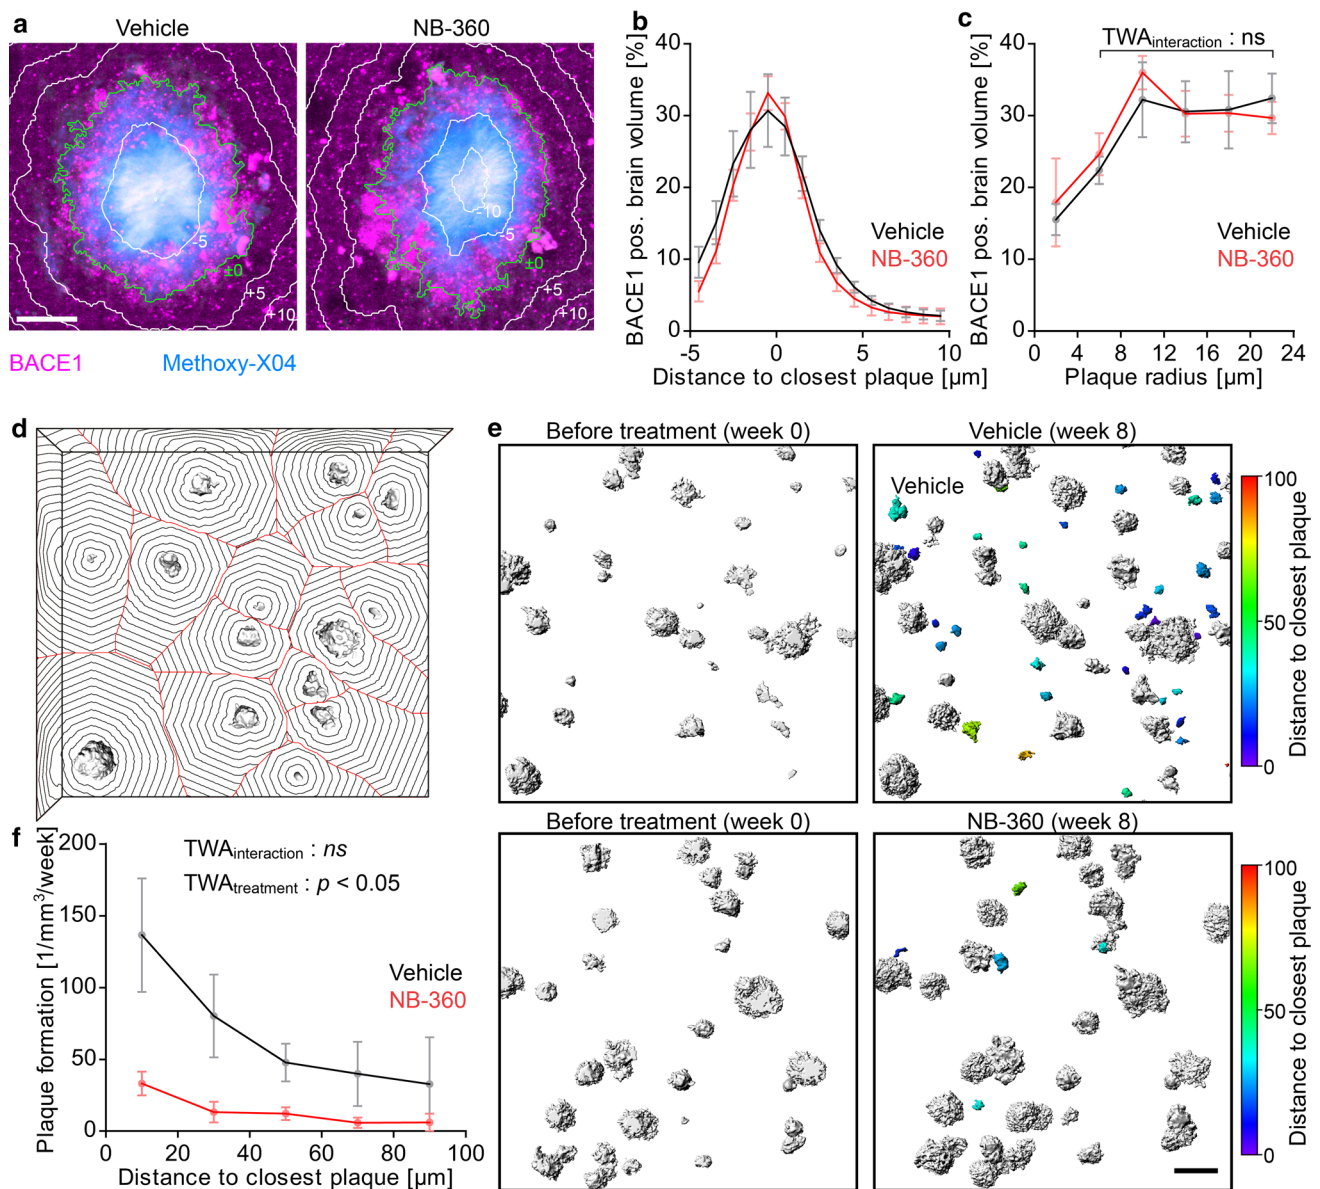 a
Vehicle
NB-360
-5
±0
+5
+10
-10
-5
±0
+5
+10
BACE1
Methoxy-X04
b
BACE1 pos. brain volume [%]
40
30
20
10
0
-5
0
5
10
Distance to closest plaque [µm]
Vehicle
NB-360
c
BACE1 pos. brain volume [%]
40
30
20
10
0
0 4 8 12 16 20 24
Plaque radius [µm]
TWAinteraction : ns
Vehicle
NB-360
d
e
Before treatment (week 0)
Vehicle (week 8)
Vehicle
100
50
0
Distance to closest plaque
Before treatment (week 0)
NB-360 (week 8)
100
50
0
Distance to closest plaque
f
Plaque formation [1/mm³/week]
200
150
100
50
0
0 20 40 60 80 100
Distance to closest plaque [µm]
TWAinteraction : ns
TWAtreatment : p < 0.05
Vehicle
NB-360